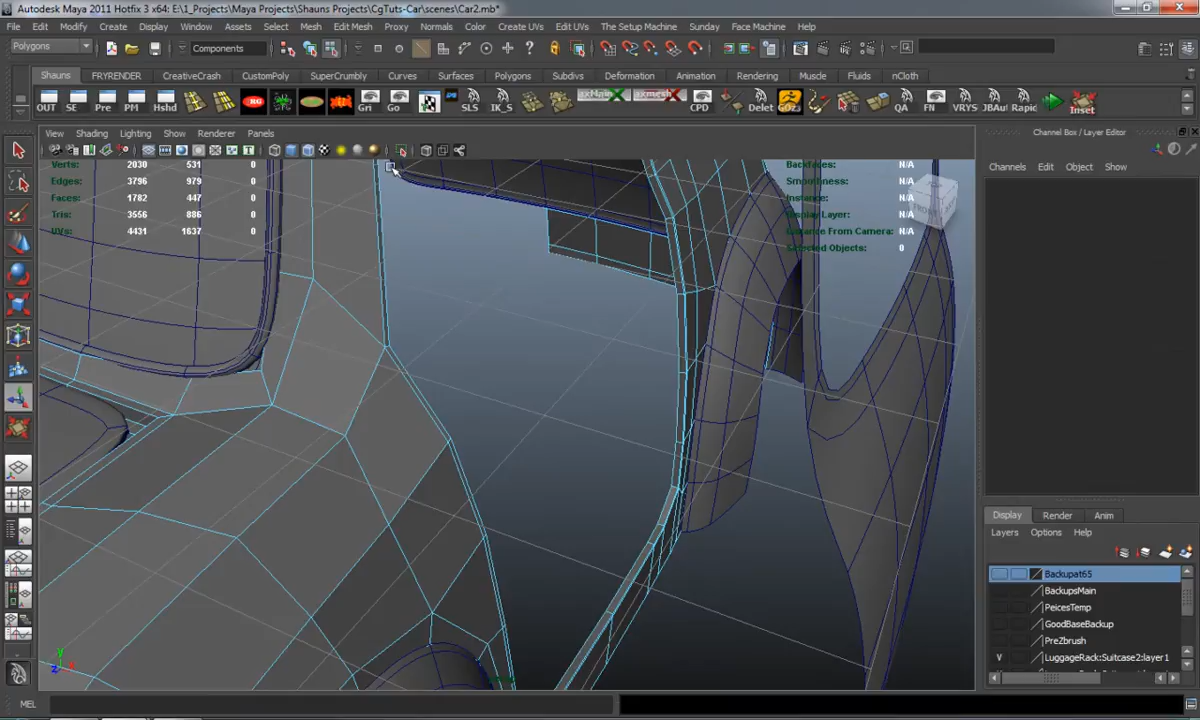 Autodesk Maya 2011 Hotfix 3 x64: E:\1_Projects\Maya Projects\Shauns Projects\CgTuts-Car\scenes\Car2.mb*
File Edit Modify Create Display Window Assets Select Mesh Edit Mesh Proxy Normals Color Create UVs Edit UVs The Setup Machine Sunday Face Machine Help
Polygons Components
Shauns FRYRENDER CreativeCrash CustomPoly SuperCrumbly Curves Surfaces Polygons Subdivs Deformation Animation Rendering Muscle Fluids nCloth
OUT SE Pre PM Hshd Gri Go SLS IK_S CPD Delet GOZ QA FN VRYS JBAu Rapic Inset
View Shading Lighting Show Renderer Panels
Channel Box / Layer Editor
Channels Edit Object Show
Verts: 2030 531 0
Edges: 3796 979 0
Faces: 1782 447 0
Tris: 3556 886 0
UVs: 4431 1637 0
Backfaces: N/A
Smoothness: N/A
Instance: N/A
Display Layer: N/A
Distance From Camera: N/A
Selected Objects: 0
FRONT
Display Render Anim
Layers Options Help
Backupat65
BackupsMain
PeicesTemp
GoodBaseBackup
PreZbrush
V LuggageRack:Suitcase2:layer1
y
z x
MEL